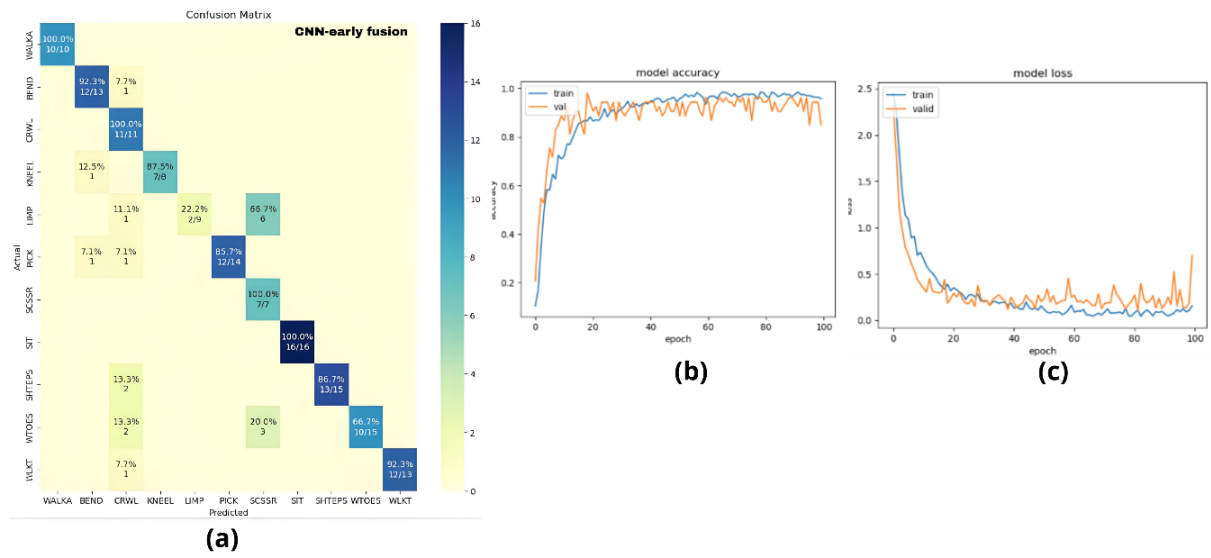 Confusion Matrix
CNN-early fusion
WALKA
100.0%
10/10
BEND
92.3%
12/13
7.7%
1
CRWL
100.0%
11/11
KNEEL
12.5%
1
87.5%
7/8
LIMP
11.1%
1
22.2%
2/9
66.7%
6
PICK
7.1%
1
7.1%
1
85.7%
12/14
SCSSR
100.0%
7/7
SIT
100.0%
16/16
SHTEPS
13.3%
2
86.7%
13/15
WTOES
13.3%
2
20.0%
3
66.7%
10/15
WLKT
7.7%
1
92.3%
12/13
Actual
WALKA BEND CRWL KNEEL LIMP PICK SCSSR SIT SHTEPS WTOES WLKT
Predicted
16
14
12
10
8
6
4
2
0
(a)
model accuracy
train
val
1.0
0.8
0.6
0.4
0.2
accuracy
0 20 40 60 80 100
epoch
(b)
model loss
train
valid
2.5
2.0
1.5
1.0
0.5
0.0
loss
0 20 40 60 80 100
epoch
(c)